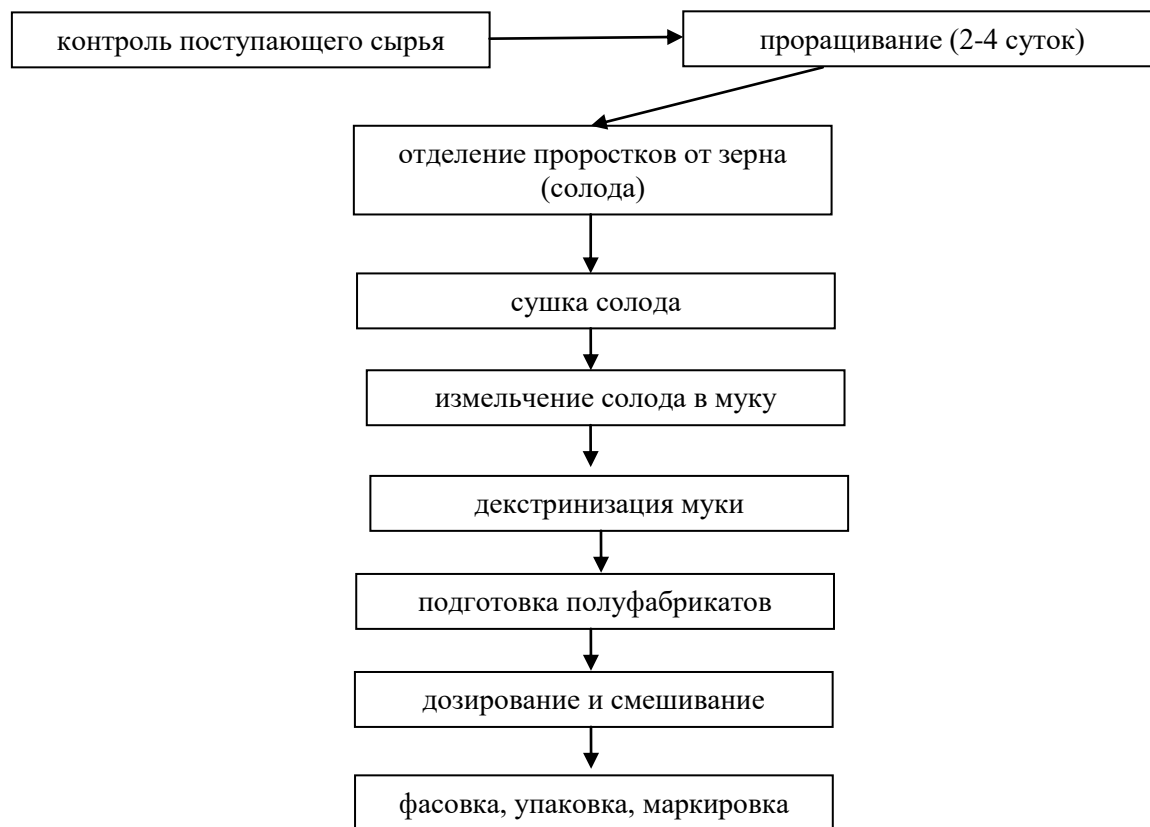 контроль поступающего сырья
проращивание (2-4 суток)
отделение проростков от зерна
(солода)
сушка солода
измельчение солода в муку
декстринизация муки
подготовка полуфабрикатов
дозирование и смешивание
фасовка, упаковка, маркировка